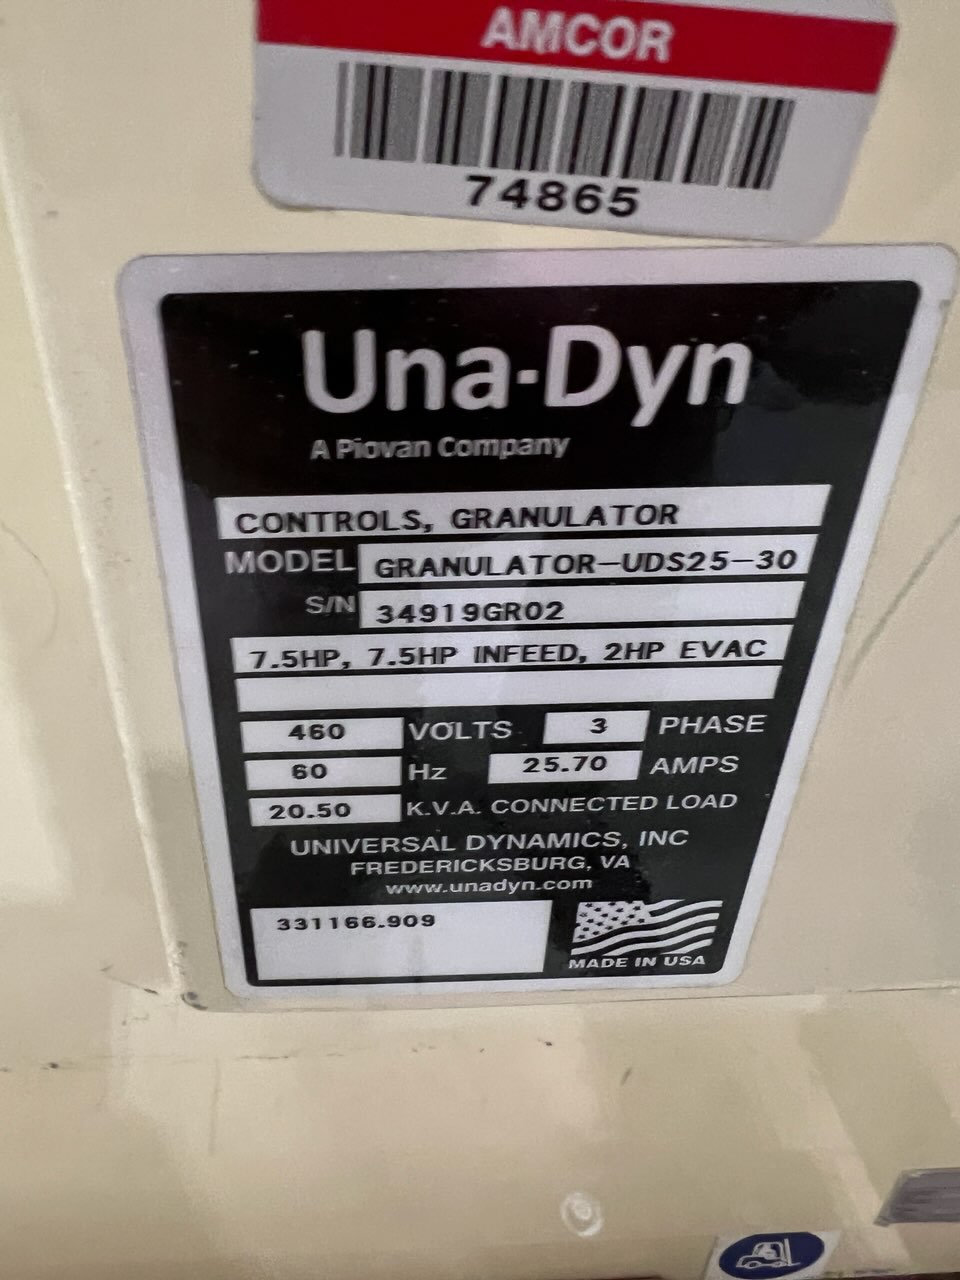 AMCOR
74865
Una-Dyn
A Piovan Company
CONTROLS, GRANULATOR
MODEL GRANULATOR-UDS25-30
S/N 34919GR02
7.5HP, 7.5HP INFEED, 2HP EVAC
460 VOLTS 3 PHASE
60 Hz 25.70 AMPS
20.50 K.V.A. CONNECTED LOAD
UNIVERSAL DYNAMICS, INC
FREDERICKSBURG, VA
www.unadyn.com
331166.909
MADE IN USA